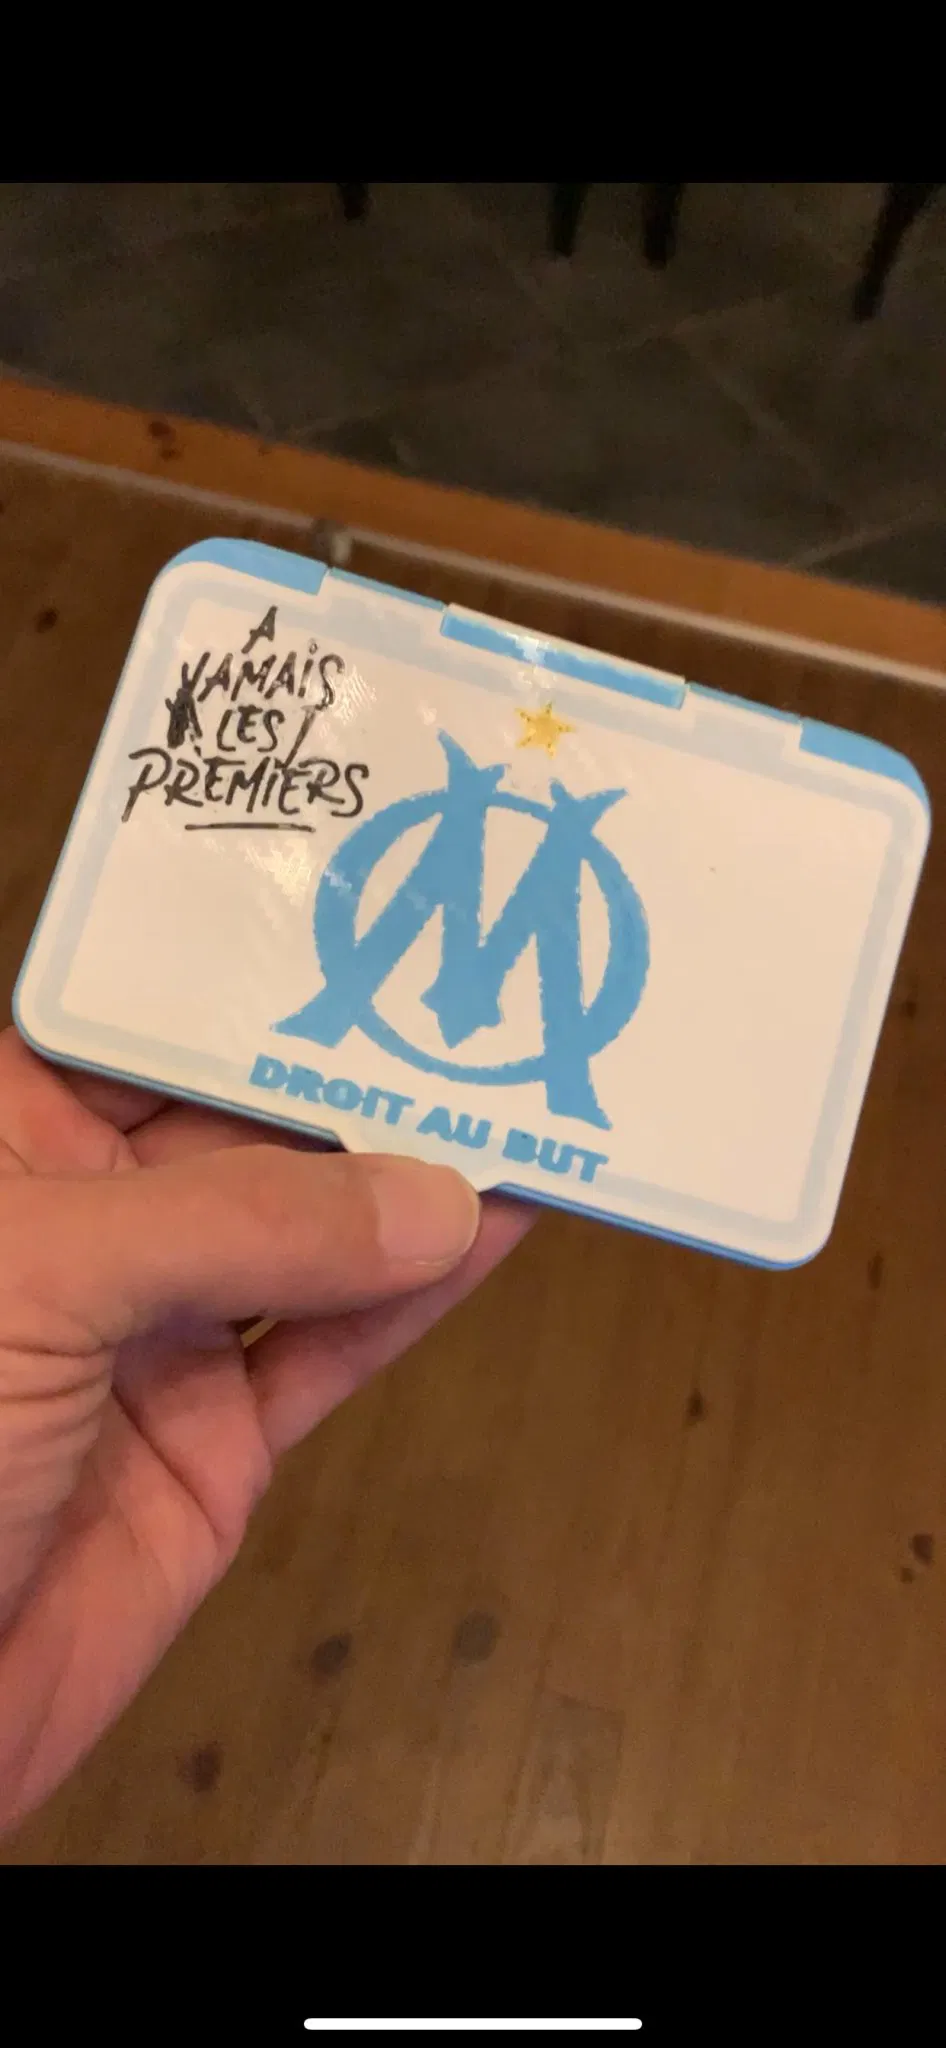 A
JAMAIS
LES
PREMIERS
DROIT AU BUT